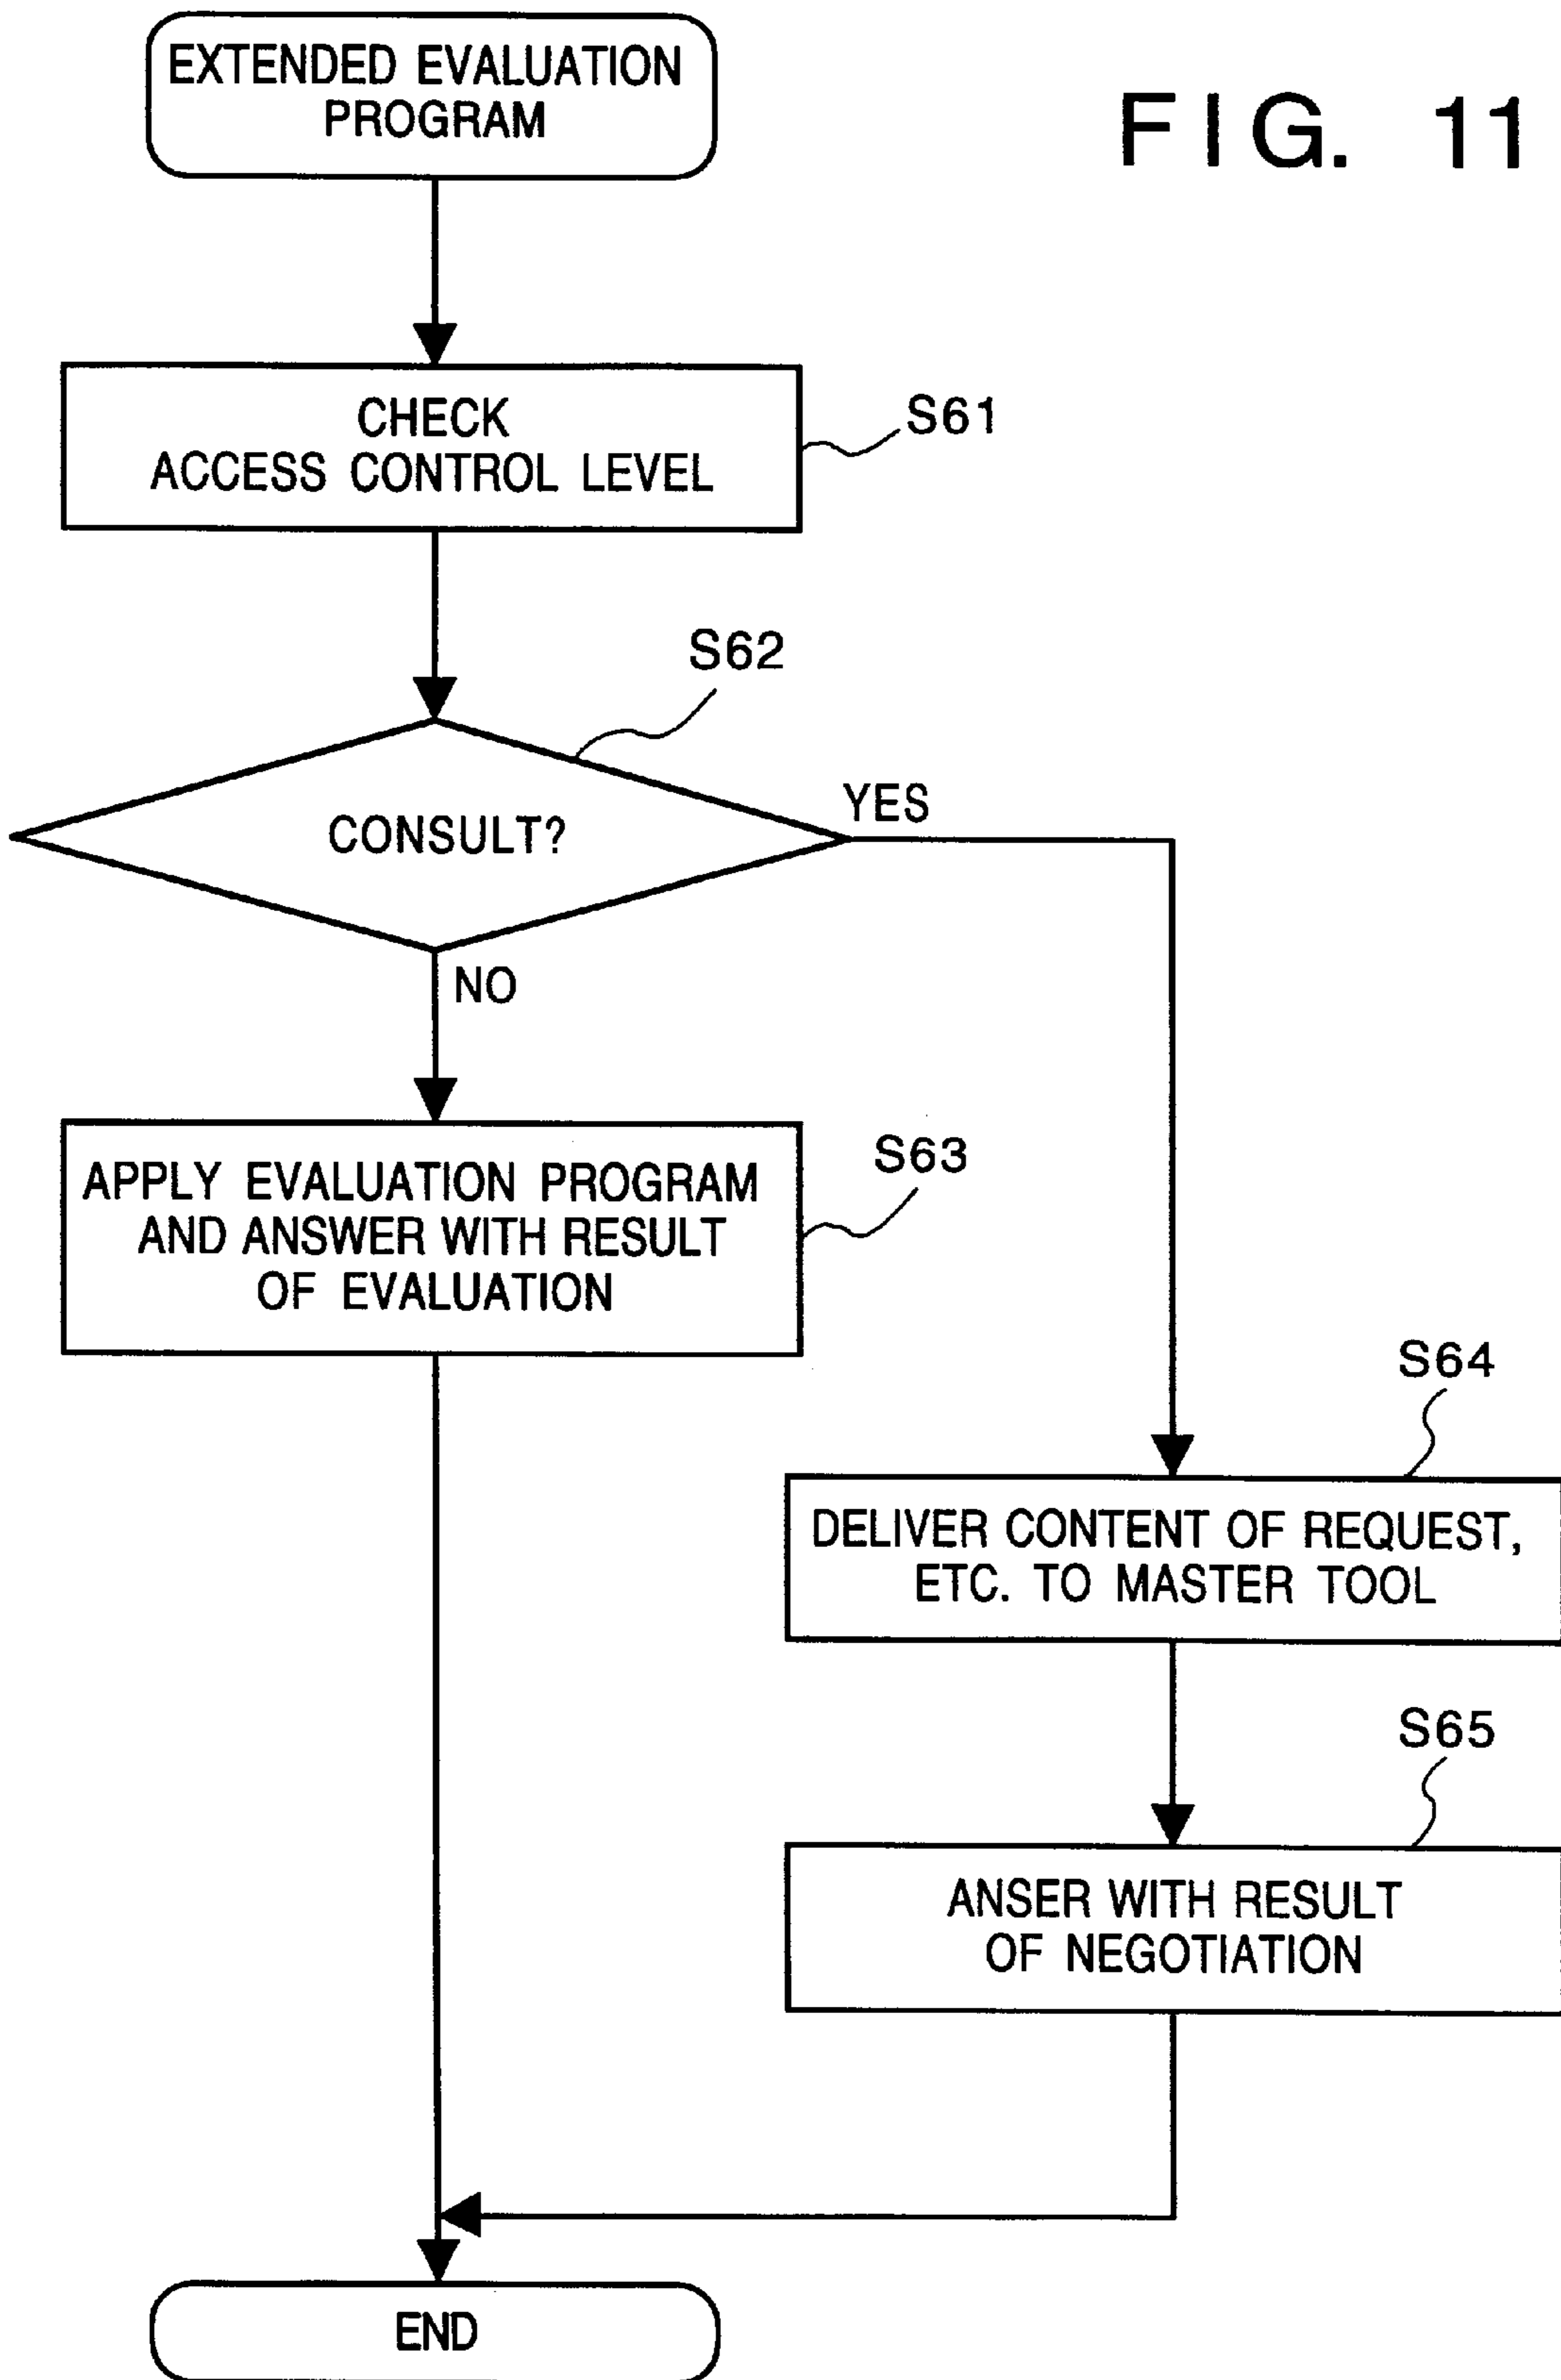 EXTENDED EVALUATION
PROGRAM
FIG. 11
CHECK
ACCESS CONTROL LEVEL
S61
S62
CONSULT?
YES
NO
APPLY EVALUATION PROGRAM
AND ANSWER WITH RESULT
OF EVALUATION
S63
S64
DELIVER CONTENT OF REQUEST,
ETC. TO MASTER TOOL
S65
ANSER WITH RESULT
OF NEGOTIATION
END